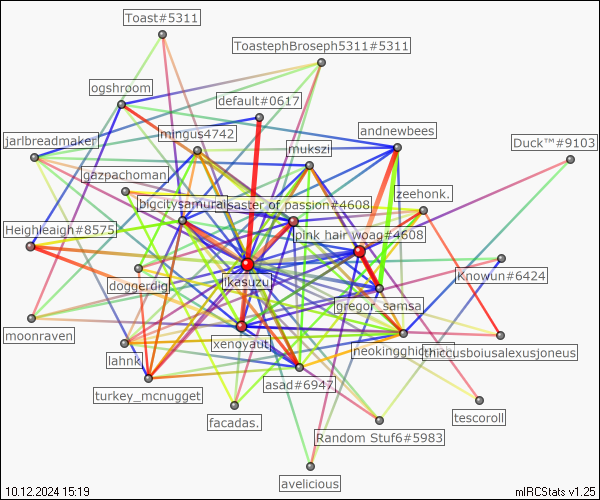 Toast#5311
ToastephBroseph5311#5311
ogshroom
default#0617
mingus4742
andnewbees
jarlbreadmaker
mukszi
Duck™#9103
gazpachoman
zeehonk.
bigcitysamurai
saster of passion#4608
Heighleaigh#8575
pink hair woag#4608
Ikasuzu
Knowun#6424
doggerdig
gregor_samsa
moonraven
xenoyaut
neokingghid
thiccusboiusalexusjoneus
lahnk
asad#6947
turkey_mcnugget
facadas.
tescoroll
Random Stuf6#5983
avelicious
10.12.2024 15:19
mIRCStats v1.25